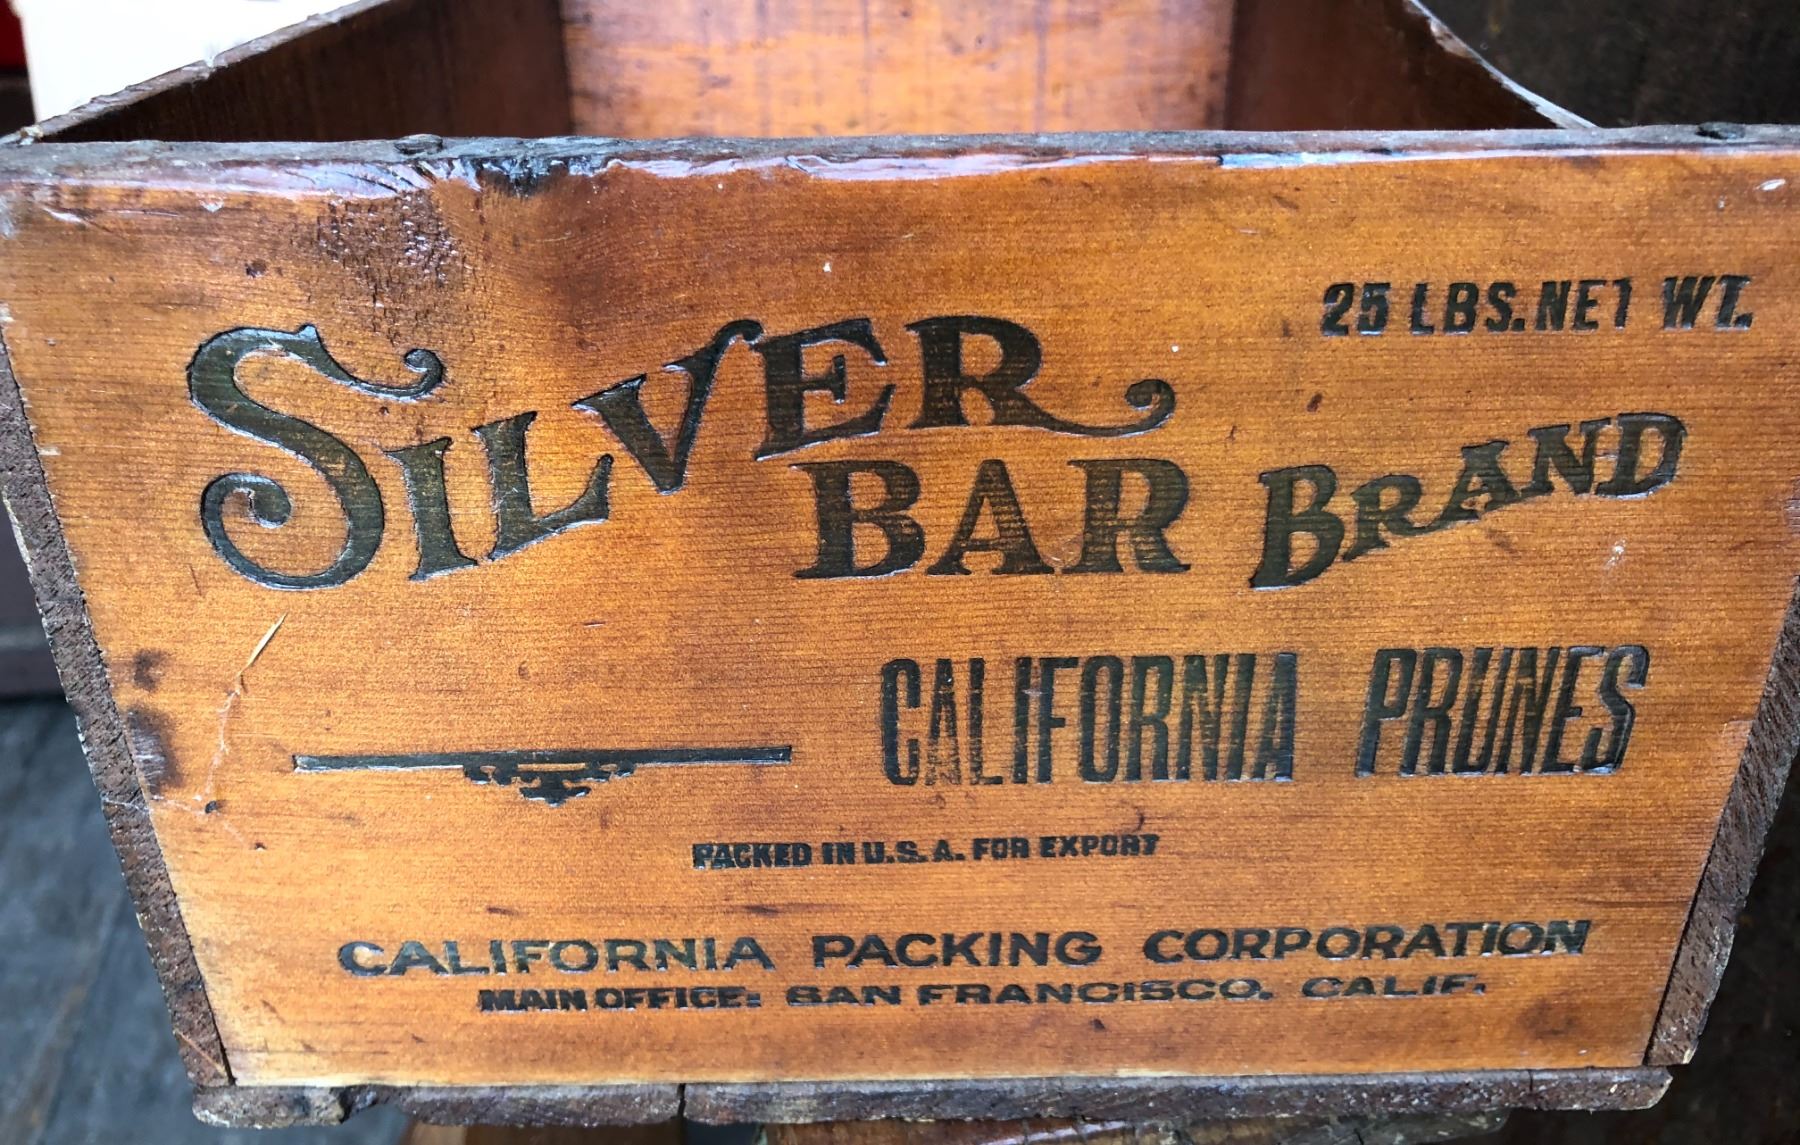 25 LBS. NET WT.
SILVER BAR BRAND
CALIFORNIA PRUNES
PACKED IN U.S.A. FOR EXPORT
CALIFORNIA PACKING CORPORATION
MAIN OFFICE: SAN FRANCISCO. CALIF.